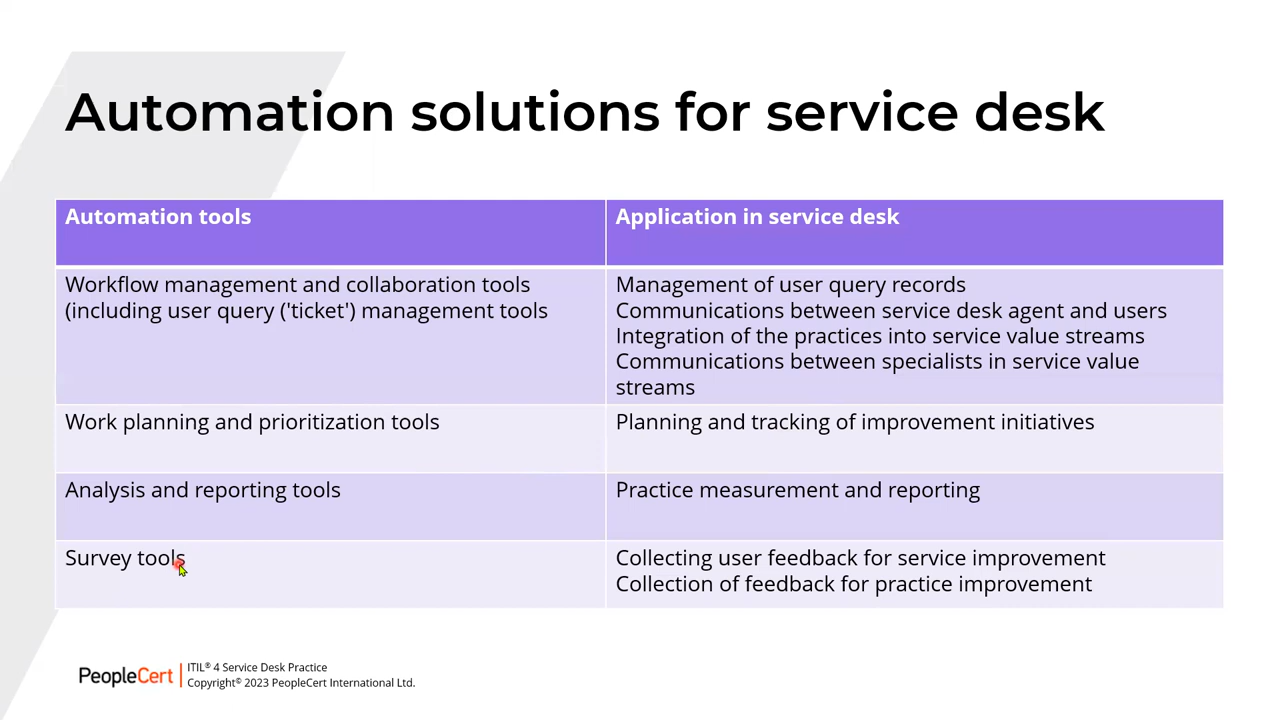 Automation solutions for service desk
Automation tools
Application in service desk
Workflow management and collaboration tools
(including user query ('ticket') management tools
Management of user query records
Communications between service desk agent and users
Integration of the practices into service value streams
Communications between specialists in service value
streams
Work planning and prioritization tools
Planning and tracking of improvement initiatives
Analysis and reporting tools
Practice measurement and reporting
Survey tools
Collecting user feedback for service improvement
Collection of feedback for practice improvement
PeopleCert
ITIL® 4 Service Desk Practice
Copyright© 2023 PeopleCert International Ltd.